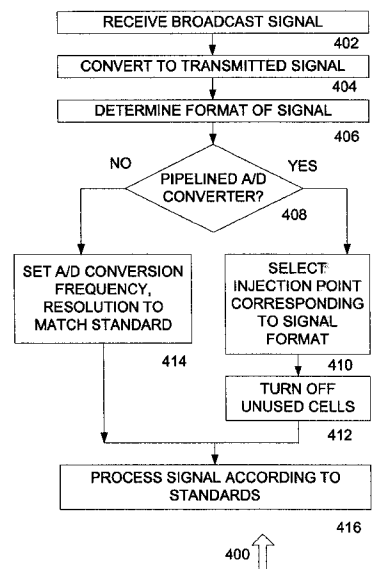 RECEIVE BROADCAST SIGNAL
402
CONVERT TO TRANSMITTED SIGNAL
404
DETERMINE FORMAT OF SIGNAL
406
NO
YES
PIPELINED A/D
CONVERTER?
408
SET A/D CONVERSION
FREQUENCY,
RESOLUTION TO
MATCH STANDARD
414
SELECT
INJECTION POINT
CORRESPONDING
TO SIGNAL
FORMAT
410
TURN OFF
UNUSED CELLS
412
PROCESS SIGNAL ACCORDING TO
STANDARDS
416
400